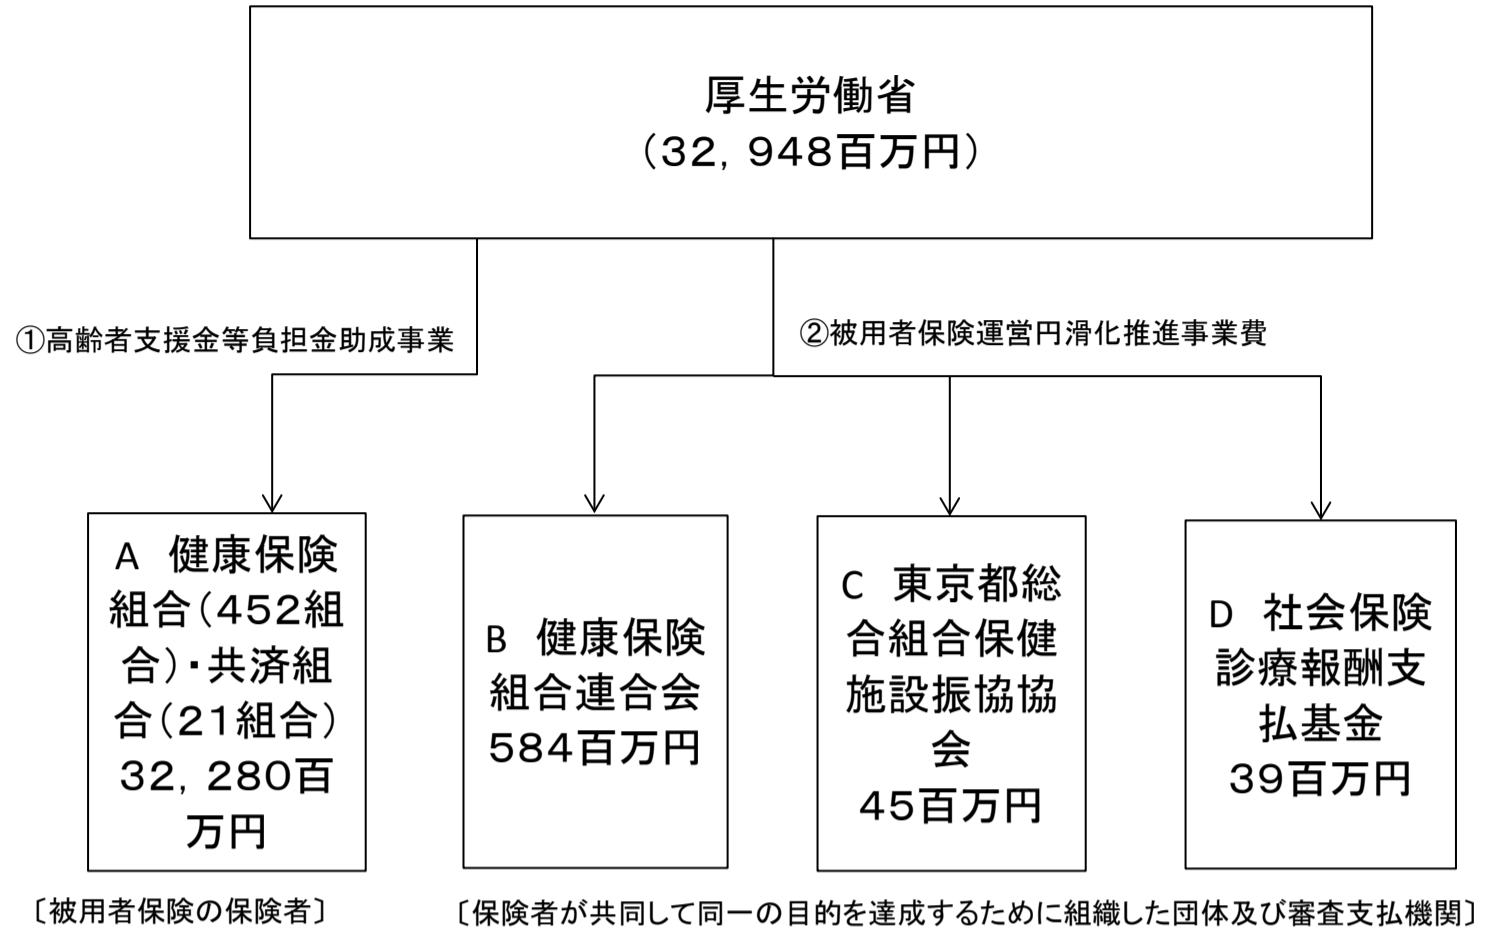 厚生労働省
（３２，９４８百万円）
①高齢者支援金等負担金助成事業
②被用者保険運営円滑化推進事業費
A　健康保険
組合（４５２組
合）・共済組
合（２１組合）
３２，２８０百
万円
B　健康保険
組合連合会
５８４百万円
C　東京都総
合組合保健
施設振協協
会
４５百万円
D　社会保険
診療報酬支
払基金
３９百万円
〔被用者保険の保険者〕
〔保険者が共同して同一の目的を達成するために組織した団体及び審査支払機関〕